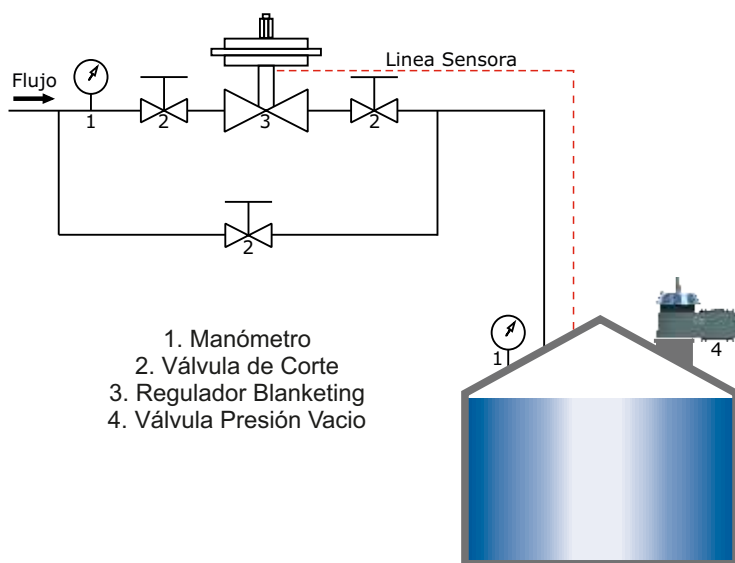 Linea Sensora
Flujo
1
2
3
2
2
1. Manómetro
2. Válvula de Corte
3. Regulador Blanketing
4. Válvula Presión Vacio
1
4